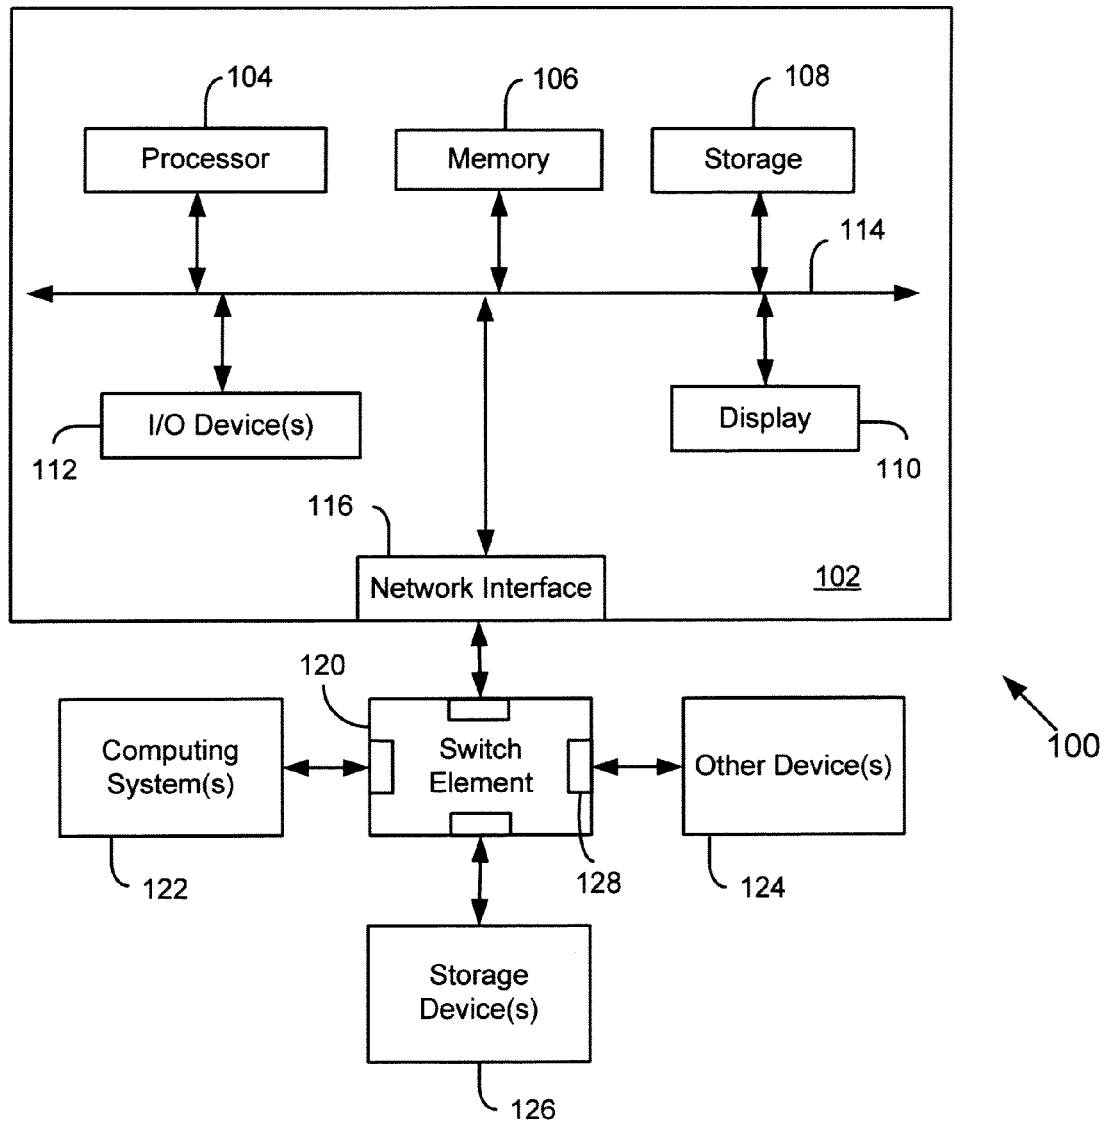 104
106
108
Processor
Memory
Storage
114
I/O Device(s)
Display
112
110
116
Network Interface
102
120
Computing
System(s)
Switch
Element
Other Device(s)
100
122
128
124
Storage
Device(s)
126